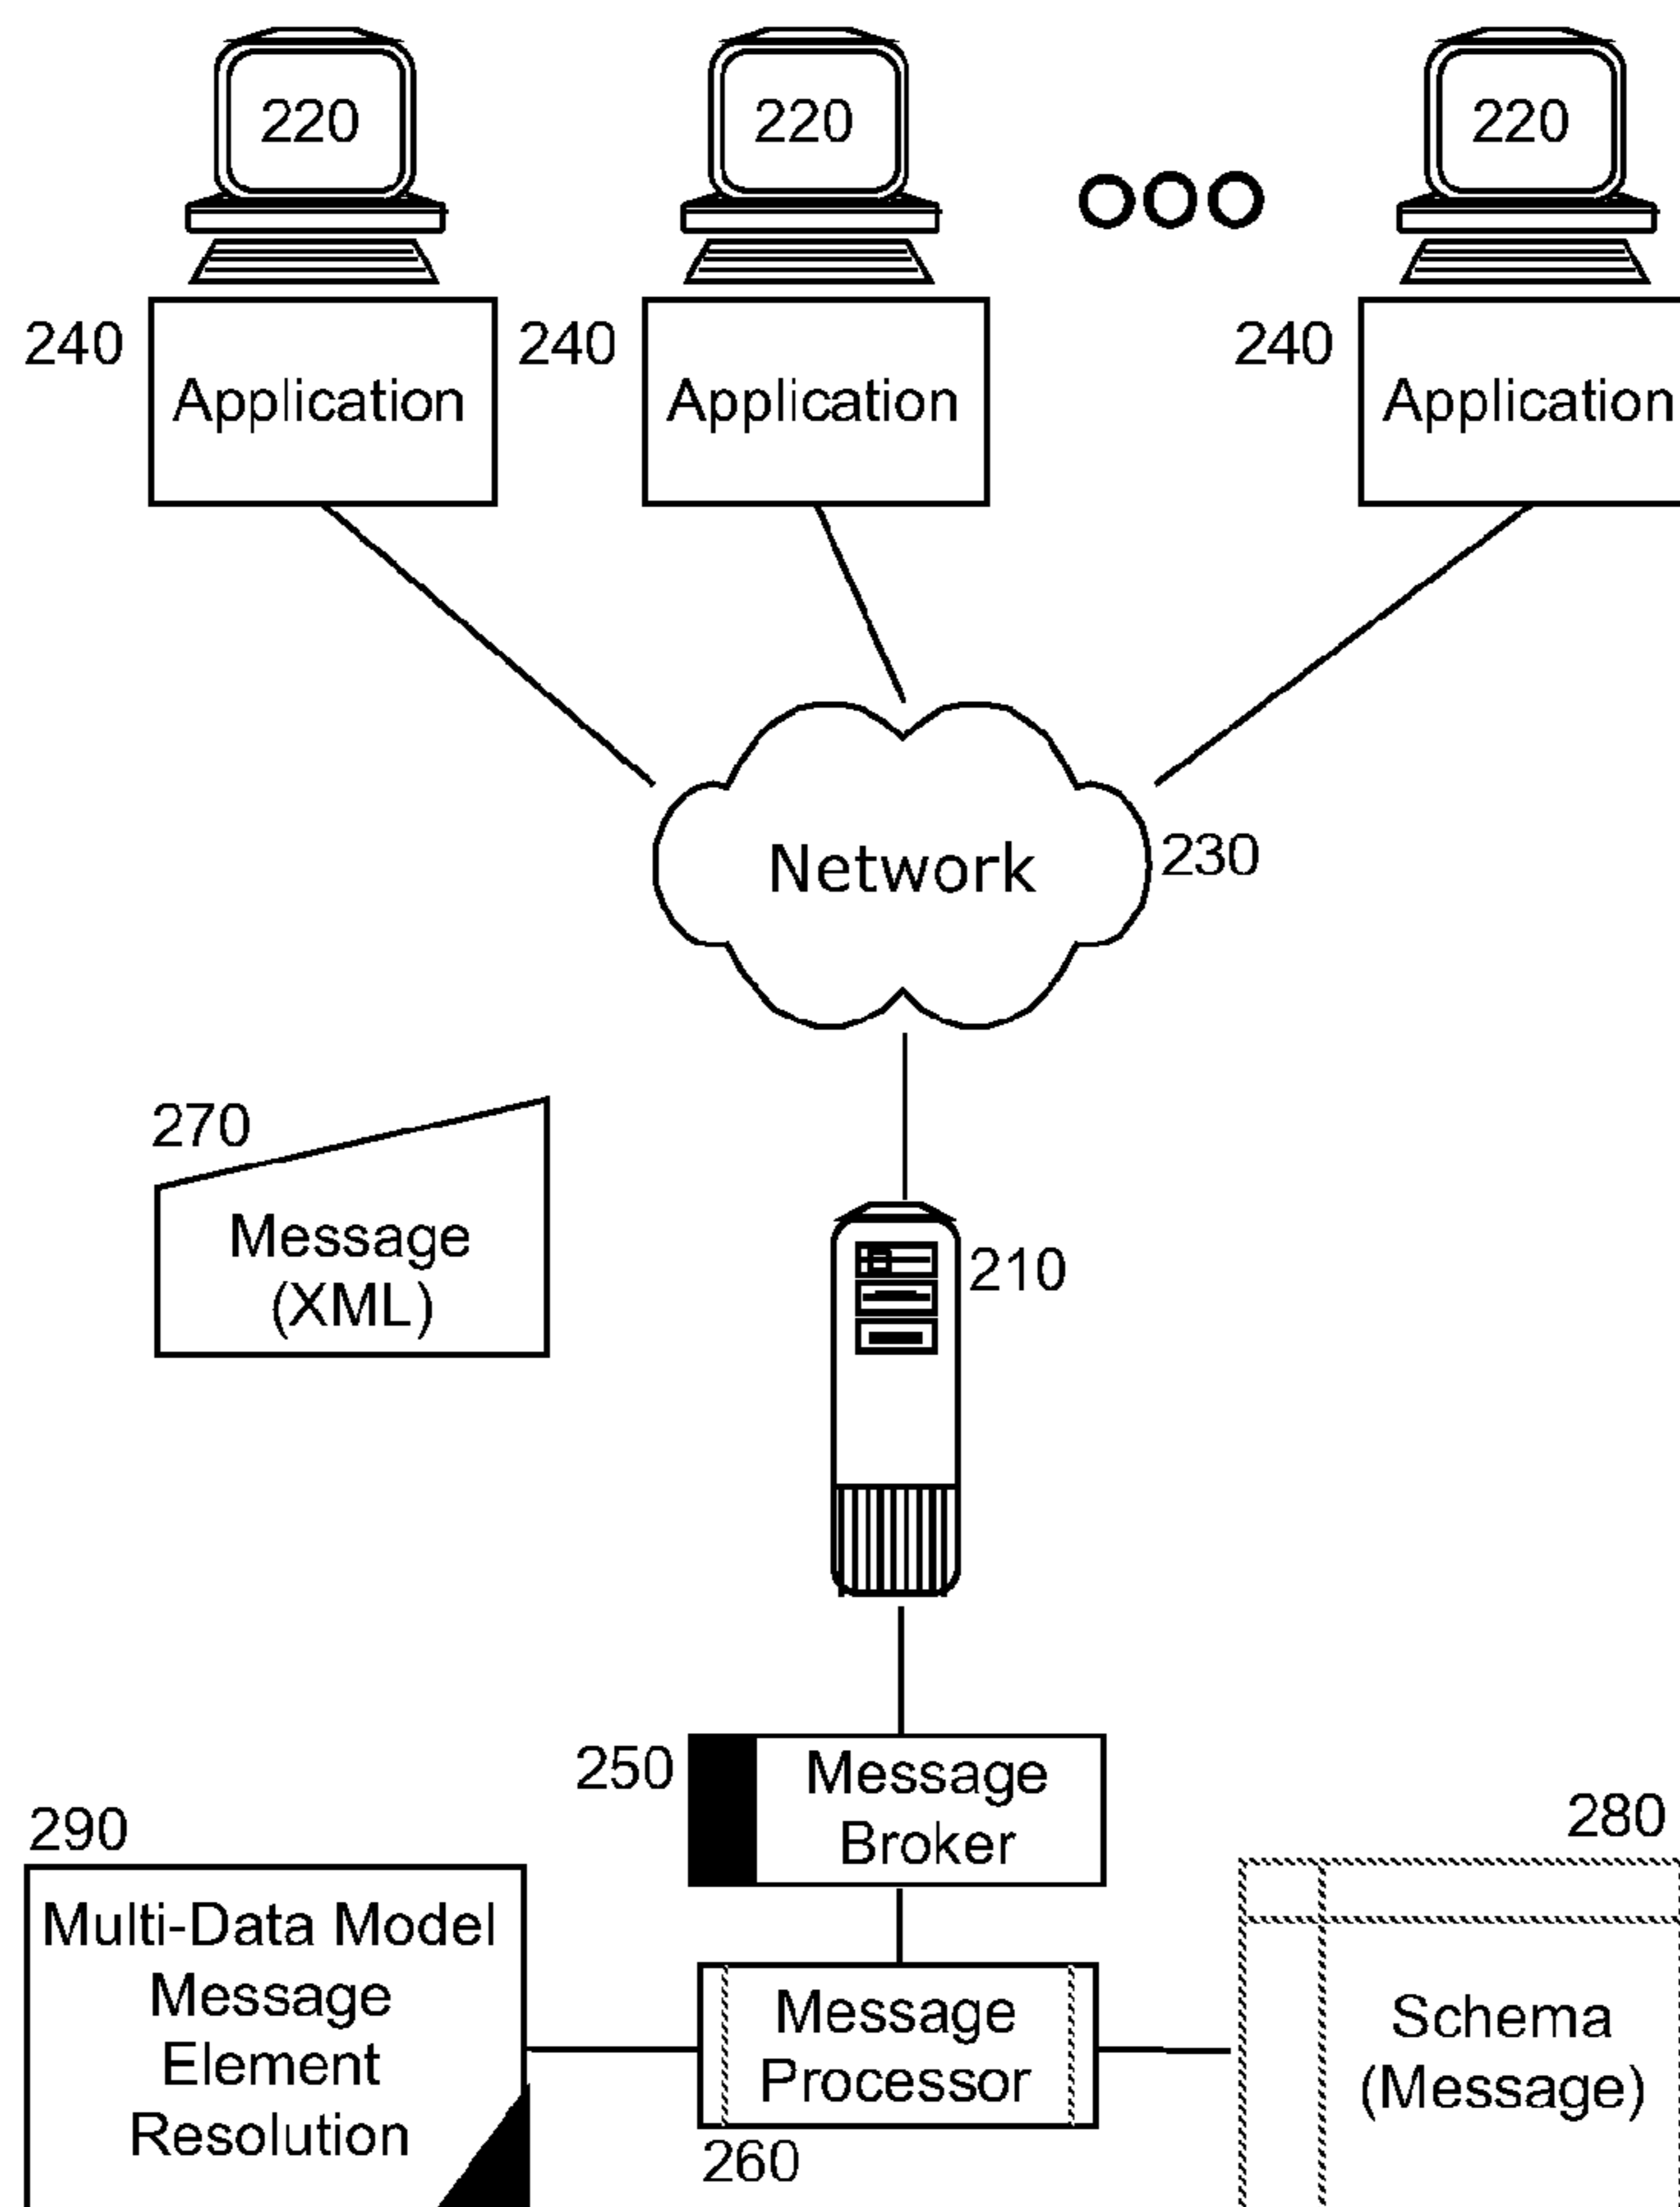 220
220
220
240
240
240
Application
Application
Application
Network
230
270
Message
(XML)
210
250
Message
Broker
290
280
Multi-Data Model
Message
Element
Resolution
Message
Processor
260
Schema
(Message)